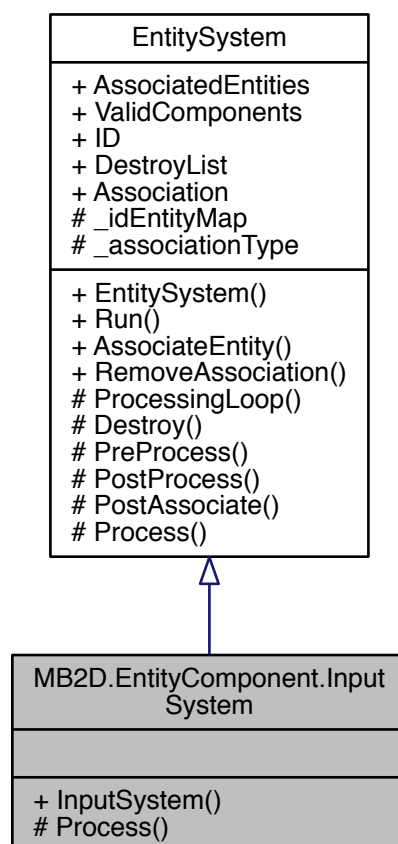 EntitySystem
+ AssociatedEntities
+ ValidComponents
+ ID
+ DestroyList
+ Association
# _idEntityMap
# _associationType
+ EntitySystem()
+ Run()
+ AssociateEntity()
+ RemoveAssociation()
# ProcessingLoop()
# Destroy()
# PreProcess()
# PostProcess()
# PostAssociate()
# Process()
MB2D.EntityComponent.Input
System
+ InputSystem()
# Process()